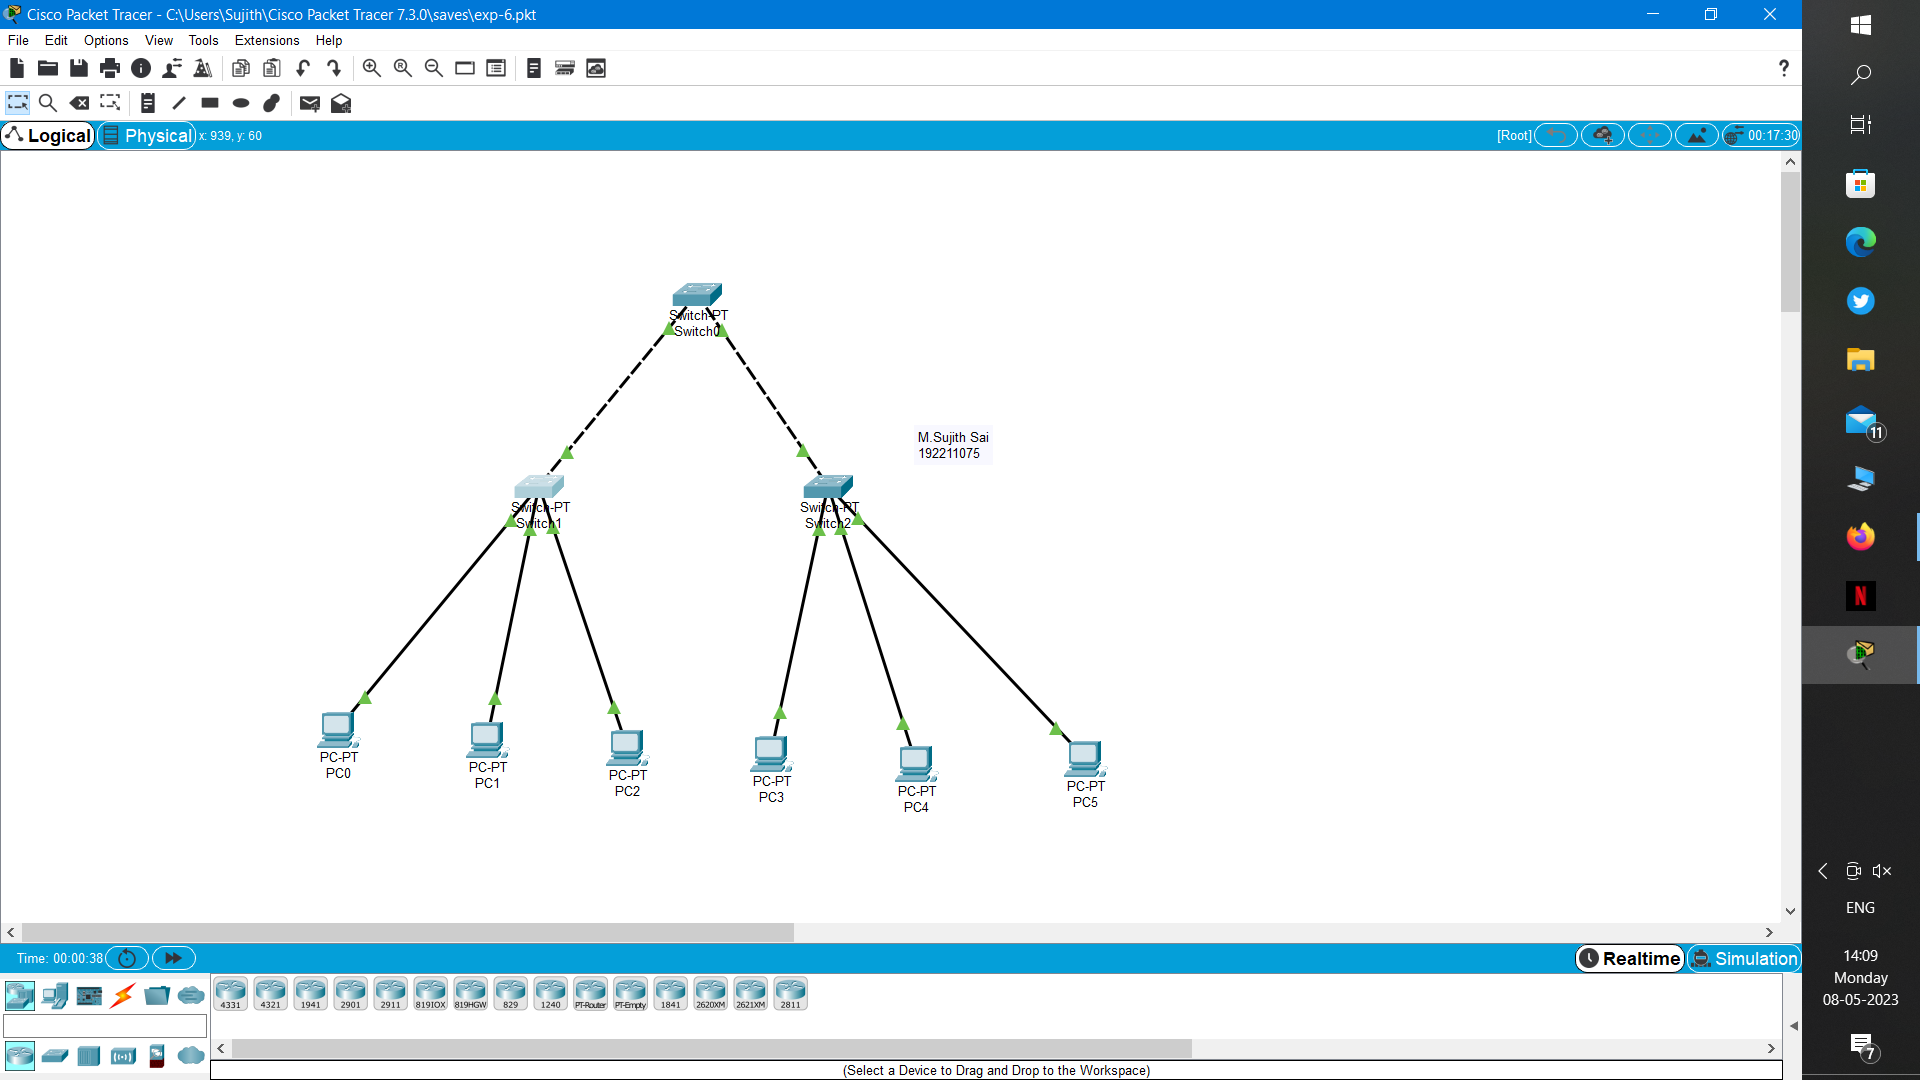 Cisco Packet Tracer - C:\Users\Sujith\Cisco Packet Tracer 7.3.0\saves\exp-6.pkt
File Edit Options View Tools Extensions Help
?
Logical Physical x: 939, y: 60 [Root] 00:17:30
Switch-PT
Switch0
M.Sujith Sai
192211075
Switch-PT
Switch1
Switch-PT
Switch2
PC-PT
PC0
PC-PT
PC1
PC-PT
PC2
PC-PT
PC3
PC-PT
PC4
PC-PT
PC5
Time: 00:00:38 Realtime Simulation
4331 4321 1941 2901 2911 819IOX 819HGW 829 1240 PT-Router PT-Empty 1841 2620XM 2621XM 2811
(Select a Device to Drag and Drop to the Workspace)
N
11
ENG
14:09
Monday
08-05-2023
7